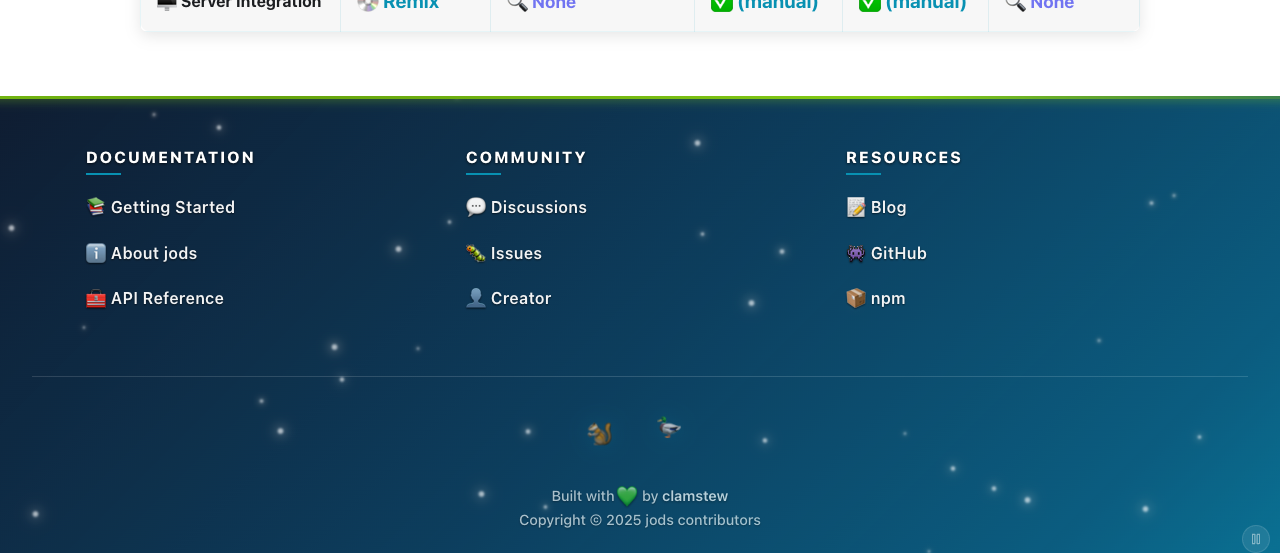 Server Integration Remix None (manual) (manual) None
DOCUMENTATION COMMUNITY RESOURCES
Getting Started Discussions Blog
About jods Issues GitHub
API Reference Creator npm
Built with 💚 by clamstew
Copyright © 2025 jods contributors